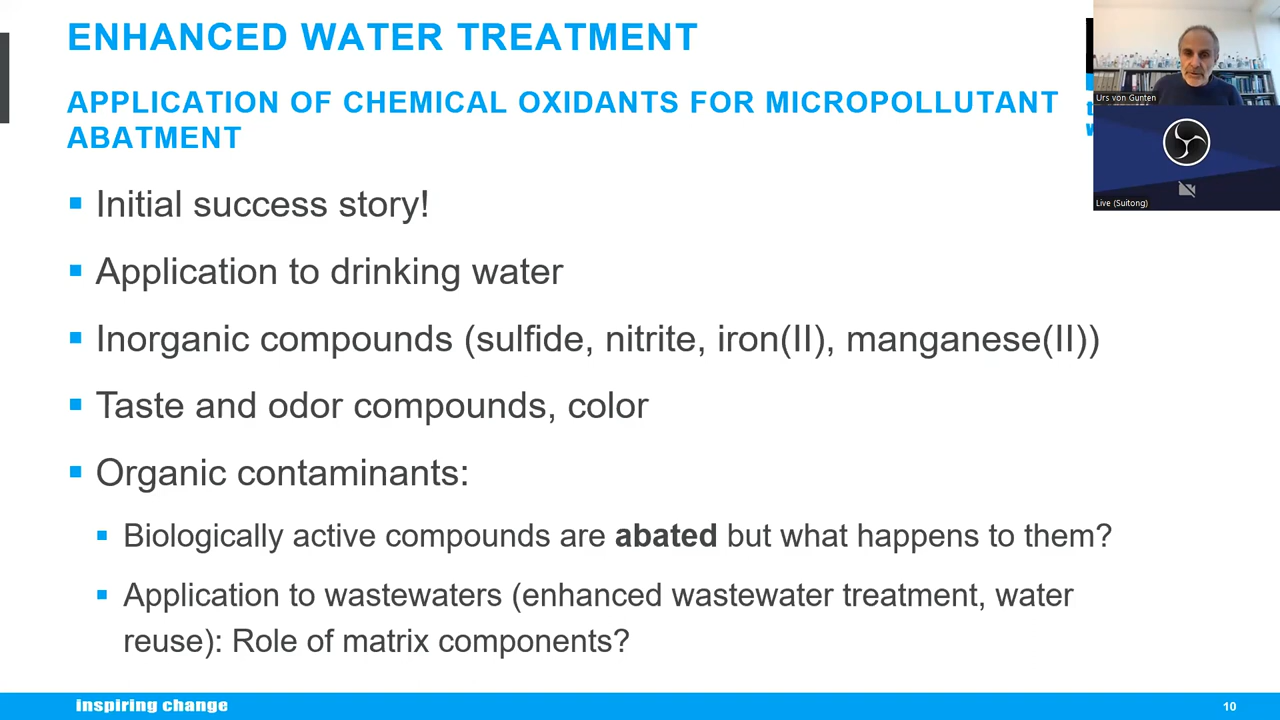 ENHANCED WATER TREATMENT
APPLICATION OF CHEMICAL OXIDANTS FOR MICROPOLLUTANT
ABATMENT
Initial success story!
Application to drinking water
Inorganic compounds (sulfide, nitrite, iron(II), manganese(II))
Taste and odor compounds, color
Organic contaminants:
Biologically active compounds are abated but what happens to them?
Application to wastewaters (enhanced wastewater treatment, water
reuse): Role of matrix components?
Urs von Gunten
Live (Suitong)
inspiring change
10